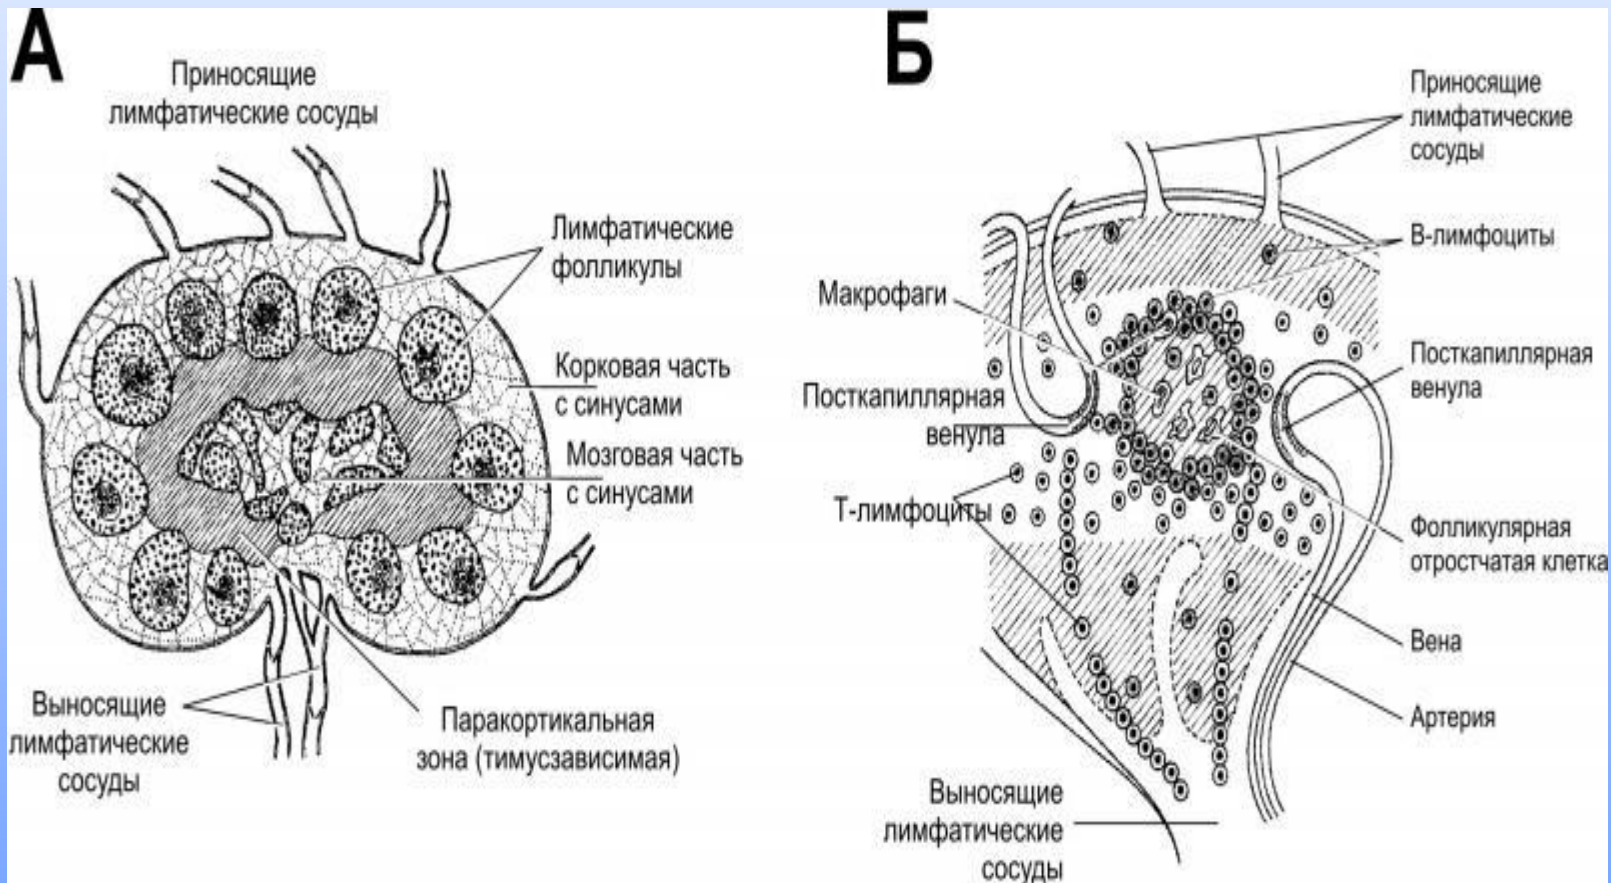 А
Приносящие
лимфатические сосуды
Лимфатические
фолликулы
Корковая часть
с синусами
Мозговая часть
с синусами
Выносящие
лимфатические
сосуды
Паракортикальная
зона (тимусзависимая)
Б
Приносящие
лимфатические
сосуды
В-лимфоциты
Макрофаги
Посткапиллярная
венула
Посткапиллярная
венула
Т-лимфоциты
Фолликулярная
отростчатая клетка
Вена
Артерия
Выносящие
лимфатические
сосуды